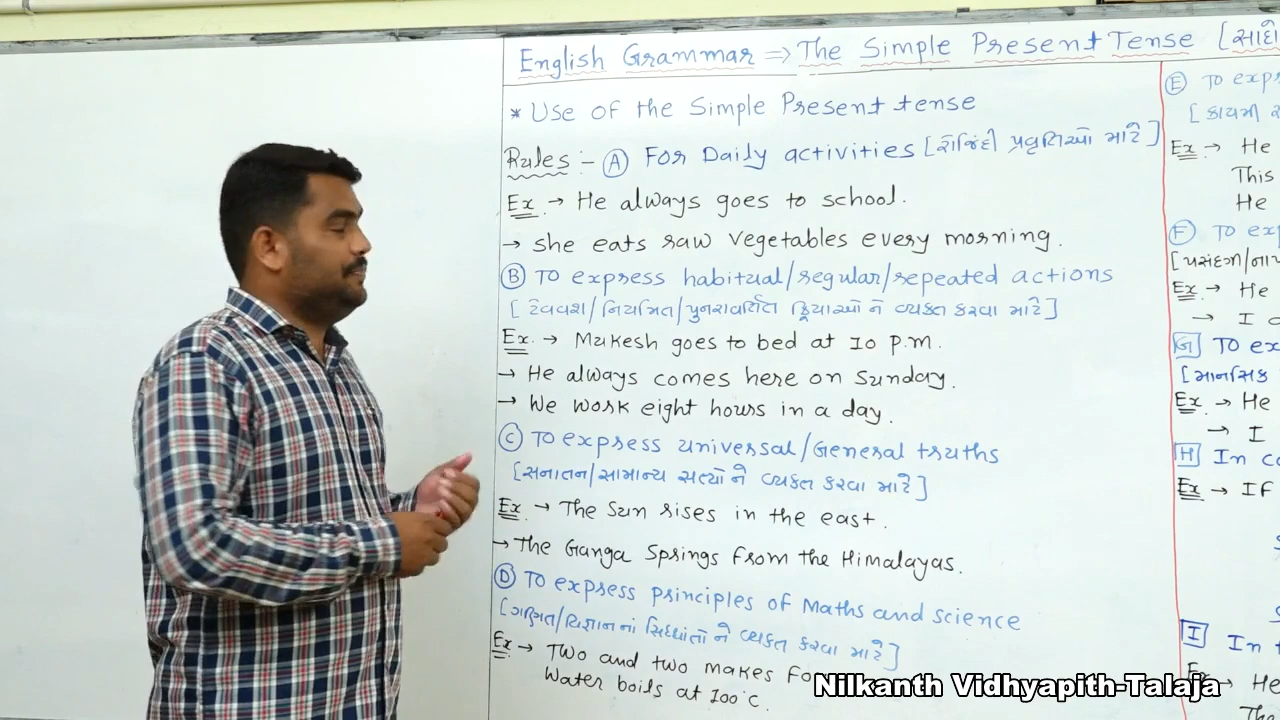 English Grammar ⇒ The Simple Present Tense [સાદો
* Use of the Simple Present tense
Rules :- (A) For Daily activities [રોજિંદી પ્રવૃતિઓ માટે]
Ex. → He always goes to school.
→ she eats raw vegetables every morning.
(B) To express habitual/regular/repeated actions
[ટેવવશ/નિયમિત/પુનરાવર્તિત ક્રિયાઓ ને વ્યક્ત કરવા માટે]
Ex. → Mukesh goes to bed at 10 p.m.
→ He always comes here on Sunday.
→ We work eight hours in a day.
(C) To express universal/General truths
[સનાતન/સામાન્ય સત્યો ને વ્યક્ત કરવા માટે]
Ex. → The Sun rises in the east.
→ The Ganga Springs from the Himalayas.
(D) To express principles of Maths and science
[ગણિત/વિજ્ઞાનનાં સિદ્ધાંતો ને વ્યક્ત કરવા માટે]
Ex → Two and two makes
Water boils at 100°C.
(E) To
[કાયમી
Ex → He
This
He
(F) To
Ex → He
→ I
[G] To
[માનસિક
Ex → He
→ I
[H] In
Ex → If
[I] In
→ He
Nilkanth Vidhyapith-Talaja